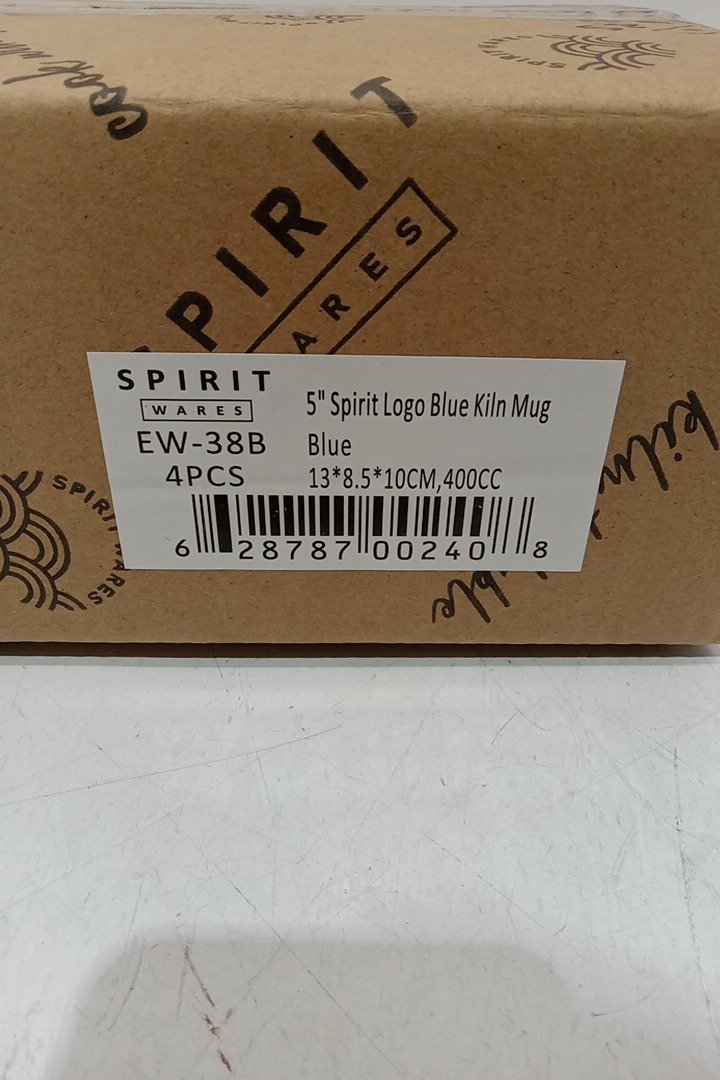 cook
SPIRIT WARES
SPIRIT
WARES
SPIRIT
WARES
5" Spirit Logo Blue Kiln Mug
EW-38B
Blue
4PCS
13*8.5*10CM,400CC
6 28787 00240 8
SPIRIT WARES